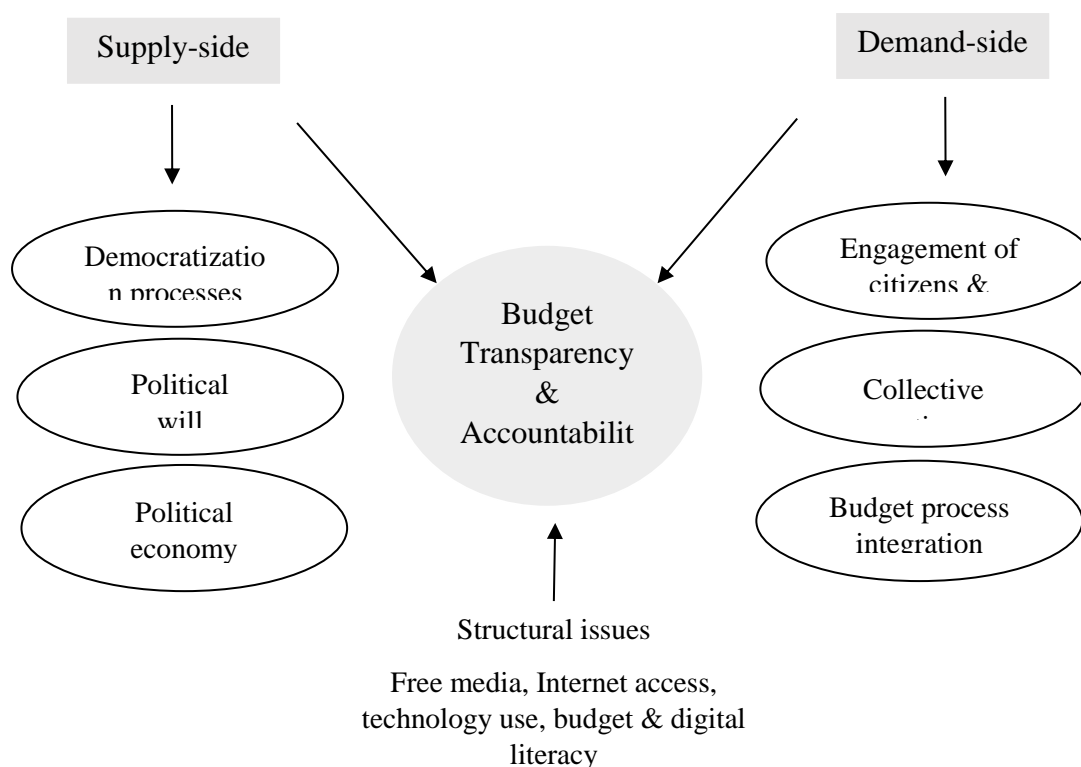 Supply-side
Demand-side
Democratizatio
n processes
Political
will
Political
economy
Budget
Transparency
&
Accountabilit
Engagement of
citizens &
Collective
Budget process
integration
Structural issues
Free media, Internet access,
technology use, budget & digital
literacy